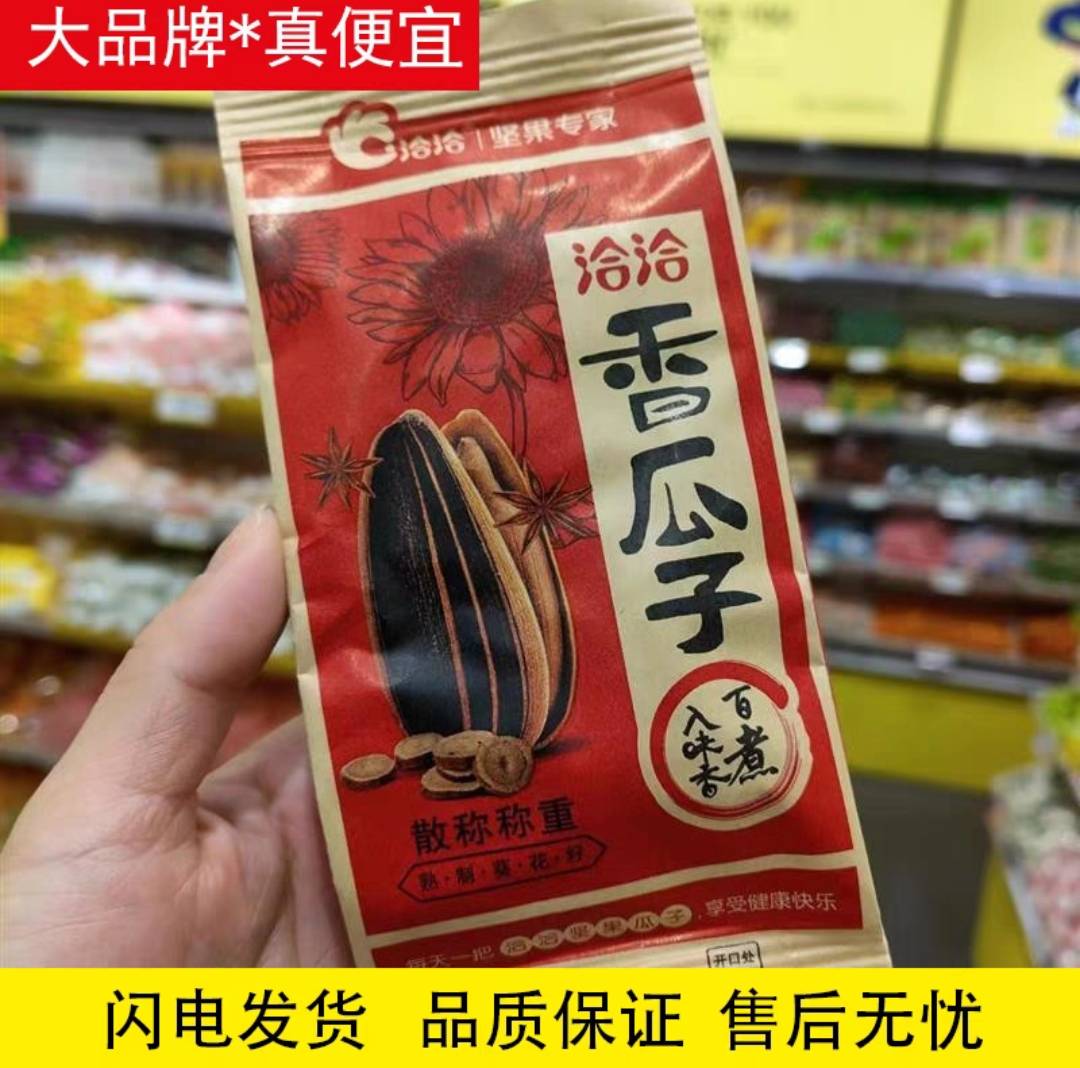 大品牌*真便宜
洽洽 | 坚果专家
洽洽
香瓜子
百煮
入味香
散称称重
熟·制·葵·花·籽
每天一把 洽洽坚果瓜子,享受健康快乐
开口处
闪电发货 品质保证 售后无忧